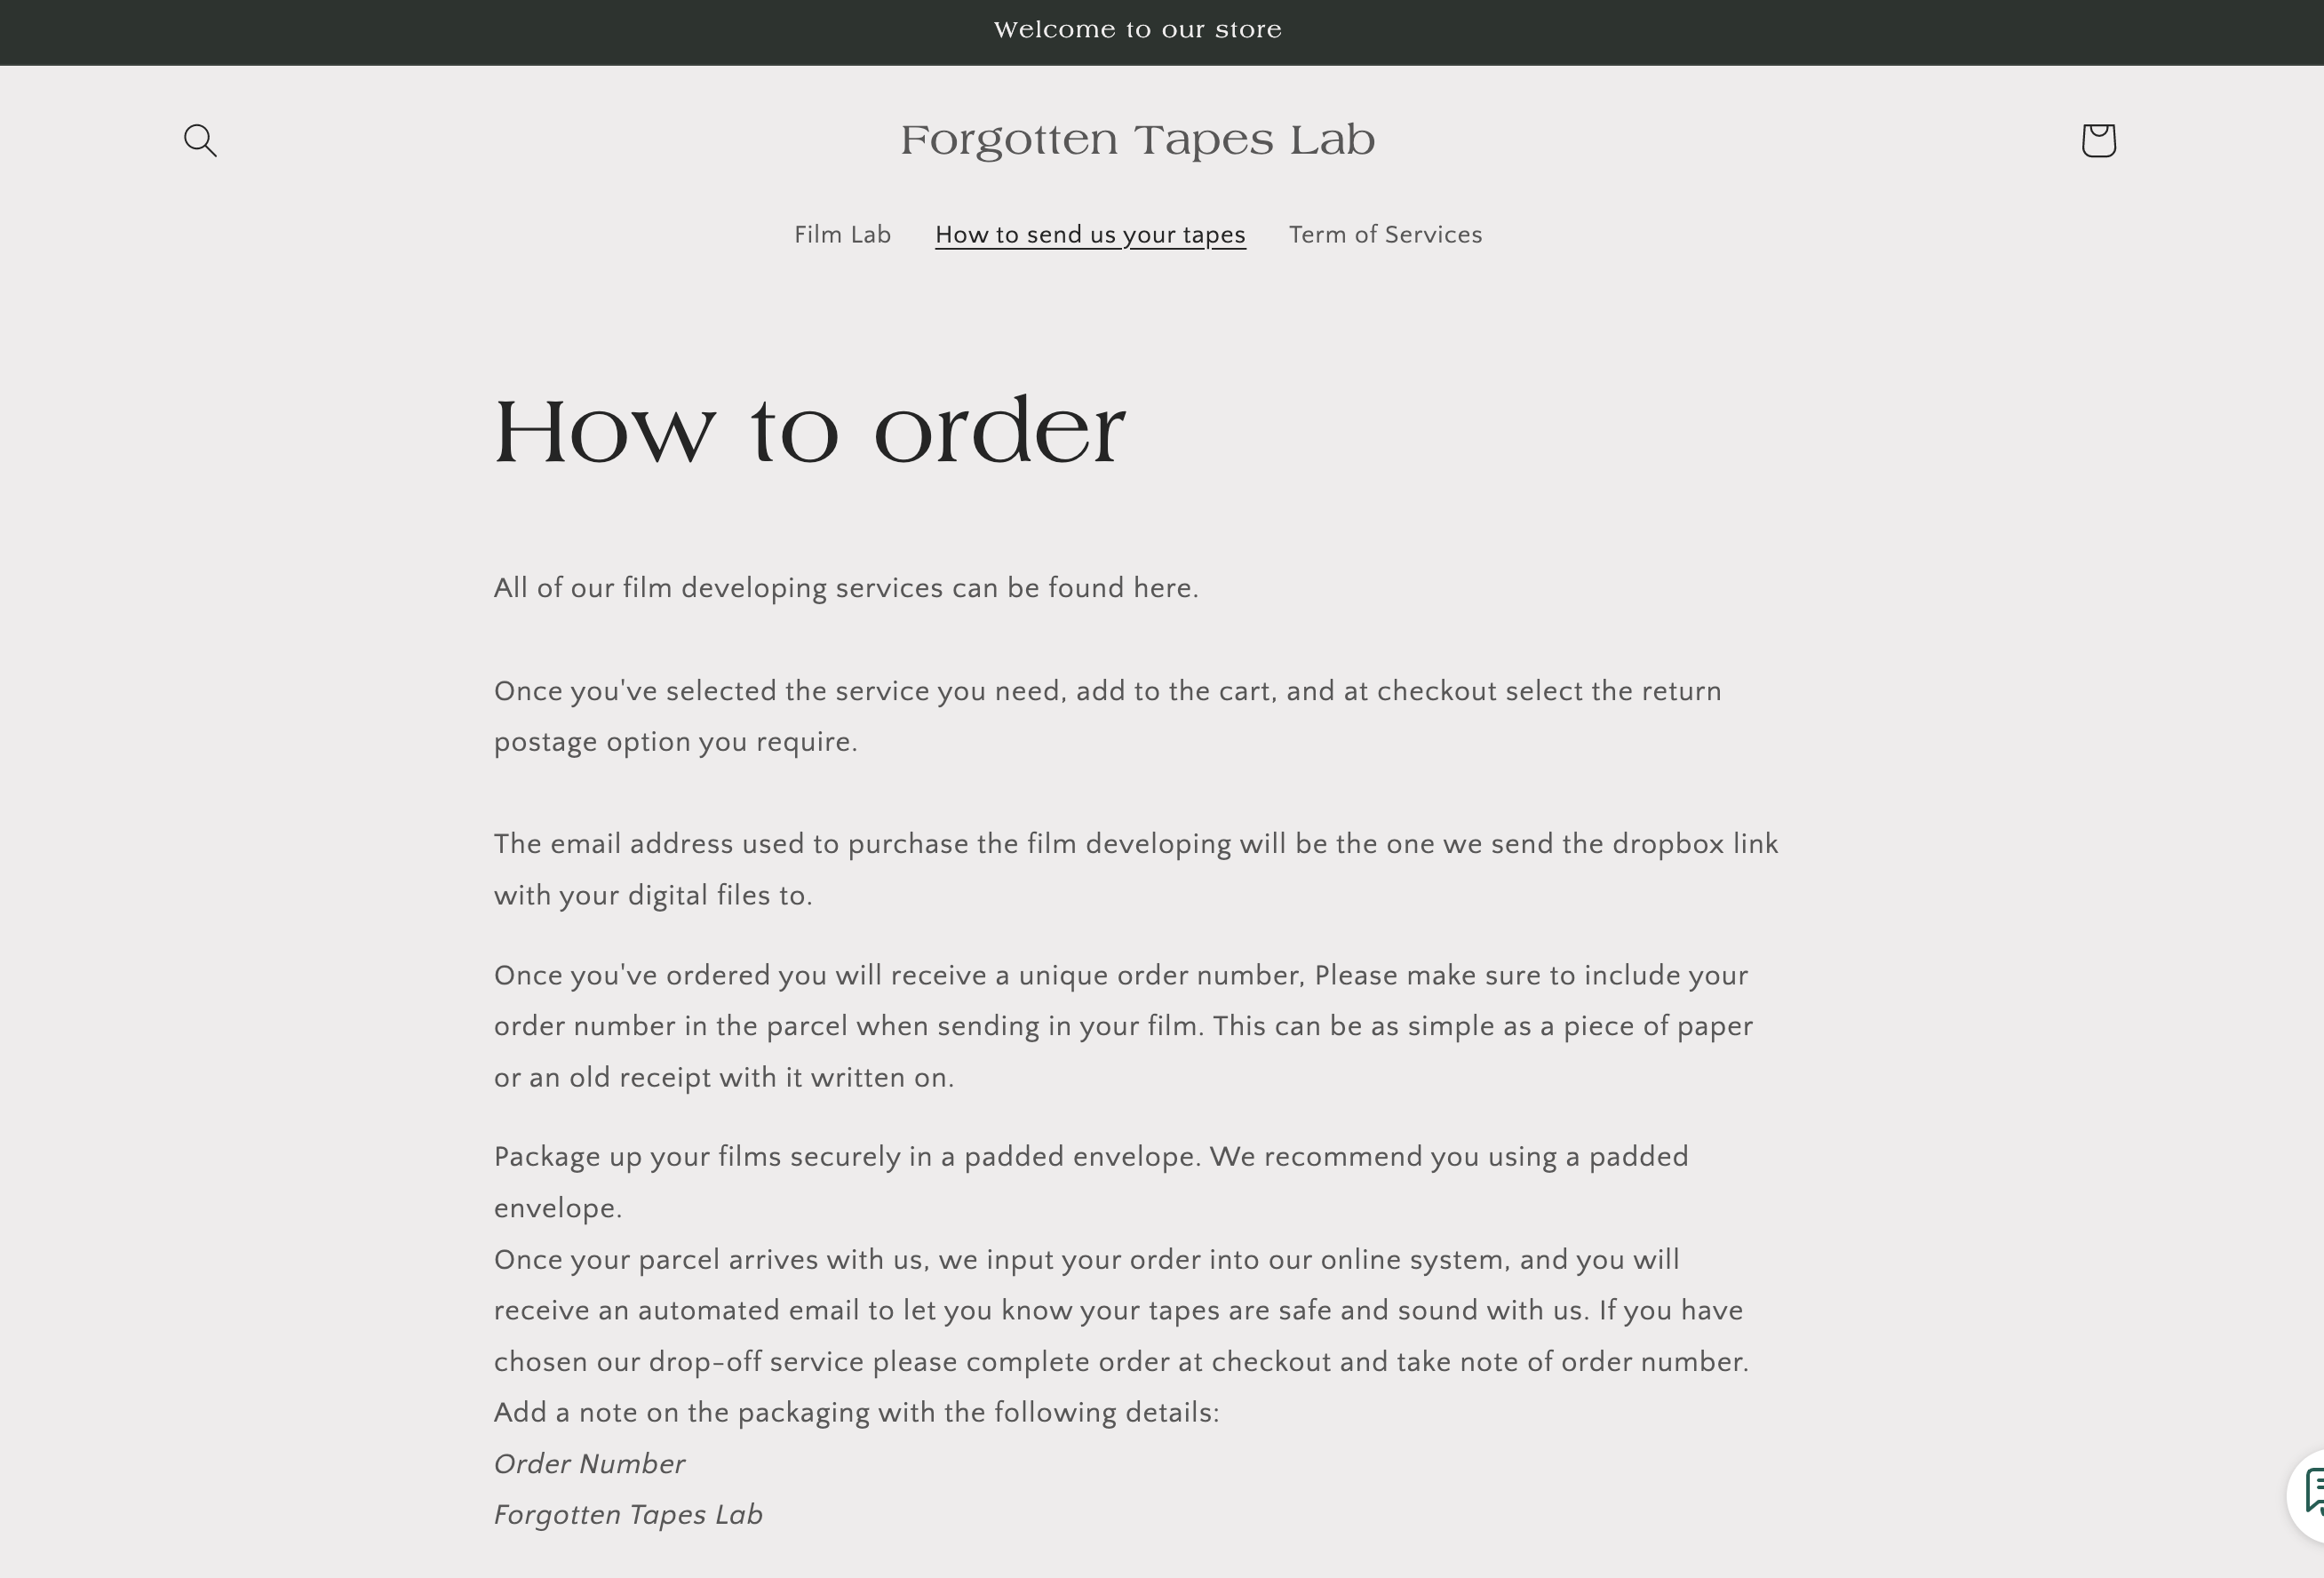 Welcome to our store
Forgotten Tapes Lab
Film Lab
How to send us your tapes
Term of Services
How to order
All of our film developing services can be found here.
Once you've selected the service you need, add to the cart, and at checkout select the return
postage option you require.
The email address used to purchase the film developing will be the one we send the dropbox link
with your digital files to.
Once you've ordered you will receive a unique order number, Please make sure to include your
order number in the parcel when sending in your film. This can be as simple as a piece of paper
or an old receipt with it written on.
Package up your films securely in a padded envelope. We recommend you using a padded
envelope.
Once your parcel arrives with us, we input your order into our online system, and you will
receive an automated email to let you know your tapes are safe and sound with us. If you have
chosen our drop-off service please complete order at checkout and take note of order number.
Add a note on the packaging with the following details:
Order Number
Forgotten Tapes Lab